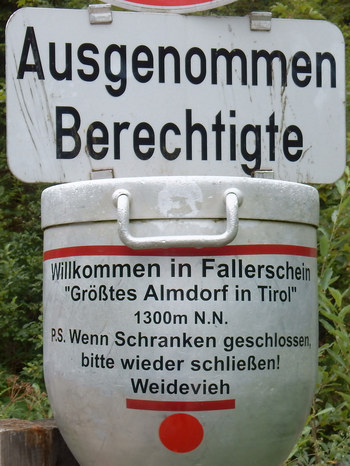 Ausgenommen
Berechtigte
Willkommen in Fallerschein
"Größtes Almdorf in Tirol"
1300m N.N.
P.S. Wenn Schranken geschlossen,
bitte wieder schließen!
Weidevieh